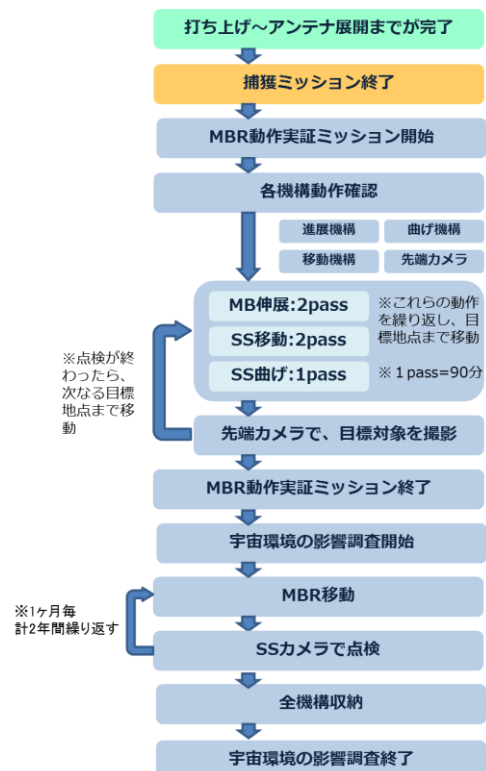 打ち上げ～アンテナ展開までが完了
捕獲ミッション終了
MBR動作実証ミッション開始
各機構動作確認
進展機構
曲げ機構
移動機構
先端カメラ
MB伸展:2pass
SS移動:2pass
SS曲げ:1pass
※これらの動作
を繰り返し、目
標地点まで移動
※１pass=90分
※点検が終
わったら、
次なる目標
地点まで移
動
先端カメラで、目標対象を撮影
MBR動作実証ミッション終了
宇宙環境の影響調査開始
MBR移動
※1ヶ月毎
計2年間繰り返す
SSカメラで点検
全機構収納
宇宙環境の影響調査終了